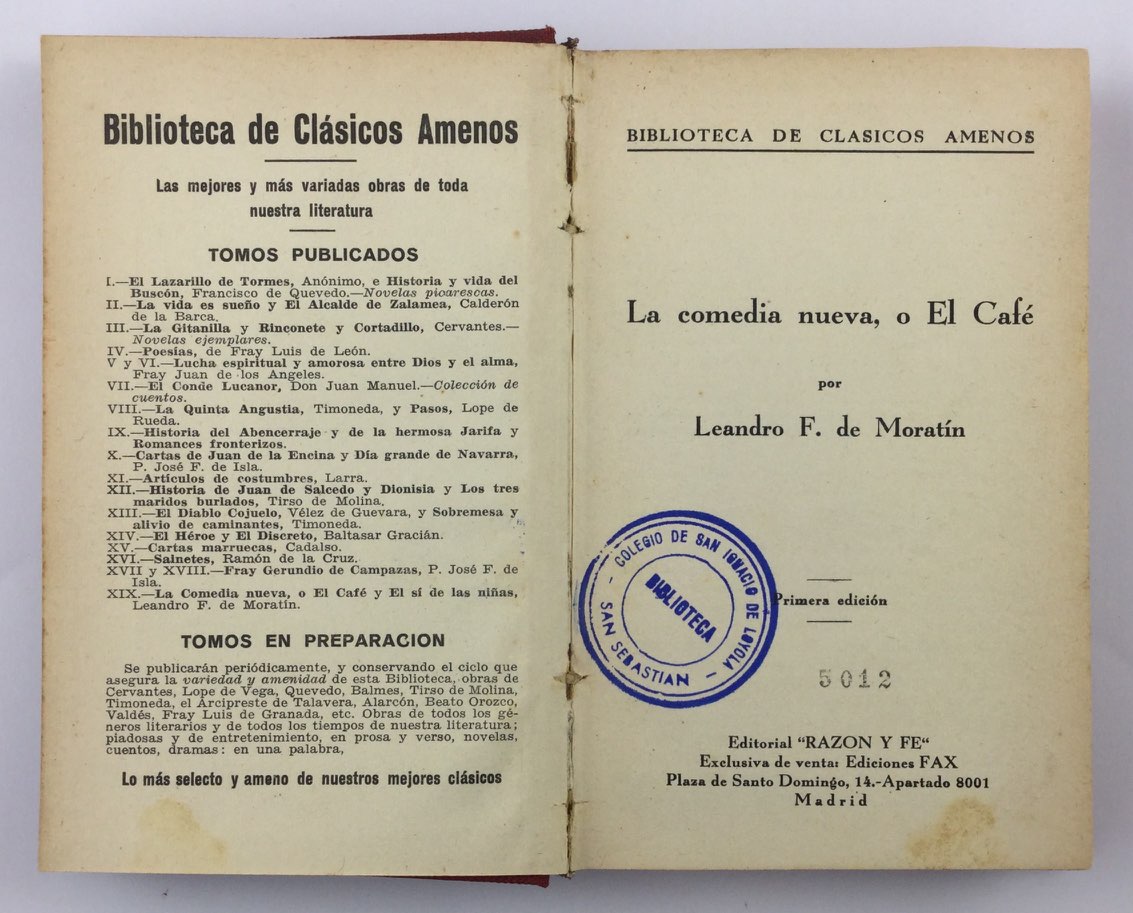 Biblioteca de Clásicos Amenos
Las mejores y más variadas obras de toda
nuestra literatura
TOMOS PUBLICADOS
I.—El Lazarillo de Tormes, Anónimo, e Historia y vida del
Buscón, Francisco de Quevedo.—Novelas picarescas.
II.—La vida es sueño y El Alcalde de Zalamea, Calderón
de la Barca.
III.—La Gitanilla y Rinconete y Cortadillo, Cervantes.—
Novelas ejemplares.
IV.—Poesías, de Fray Luis de León.
V y VI.—Lucha espiritual y amorosa entre Dios y el alma,
Fray Juan de los Angeles.
VII.—El Conde Lucanor, Don Juan Manuel.—Colección de
cuentos.
VIII.—La Quinta Angustia, Timoneda, y Pasos, Lope de
Rueda.
IX.—Historia del Abencerraje y de la hermosa Jarifa y
Romances fronterizos.
X.—Cartas de Juan de la Encina y Día grande de Navarra,
P. José F. de Isla.
XI.—Artículos de costumbres, Larra.
XII.—Historia de Juan de Salcedo y Dionisia y Los tres
maridos burlados, Tirso de Molina.
XIII.—El Diablo Cojuelo, Vélez de Guevara, y Sobremesa y
alivio de caminantes, Timoneda.
XIV.—El Héroe y El Discreto, Baltasar Gracián.
XV.—Cartas marruecas, Cadalso.
XVI.—Sainetes, Ramón de la Cruz.
XVII y XVIII.—Fray Gerundio de Campazas, P. José F. de
Isla.
XIX.—La Comedia nueva, o El Café y El sí de las niñas,
Leandro F. de Moratín.
TOMOS EN PREPARACION
Se publicarán periódicamente, y conservando el ciclo que
asegura la variedad y amenidad de esta Biblioteca, obras de
Cervantes, Lope de Vega, Quevedo, Balmes, Tirso de Molina,
Timoneda, el Arcipreste de Talavera, Alarcón, Beato Orozco,
Valdés, Fray Luis de Granada, etc. Obras de todos los gé-
neros literarios y de todos los tiempos de nuestra literatura;
piadosas y de entretenimiento, en prosa y verso, novelas,
cuentos, dramas: en una palabra,
Lo más selecto y ameno de nuestros mejores clásicos
BIBLIOTECA DE CLASICOS AMENOS
La comedia nueva, o El Café
por
Leandro F. de Moratín
COLEGIO DE SAN IGNACIO DE LOYOLA
BIBLIOTECA
SAN SEBASTIAN
Primera edición
5012
Editorial “RAZON Y FE“
Exclusiva de venta: Ediciones FAX
Plaza de Santo Domingo, 14.-Apartado 8001
Madrid